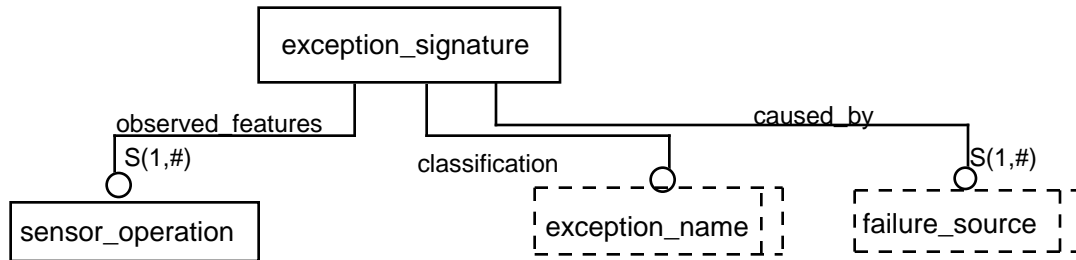 exception_signature
observed_features
caused_by
S(1,#)
classification
S(1,#)
sensor_operation
exception_name
failure_source